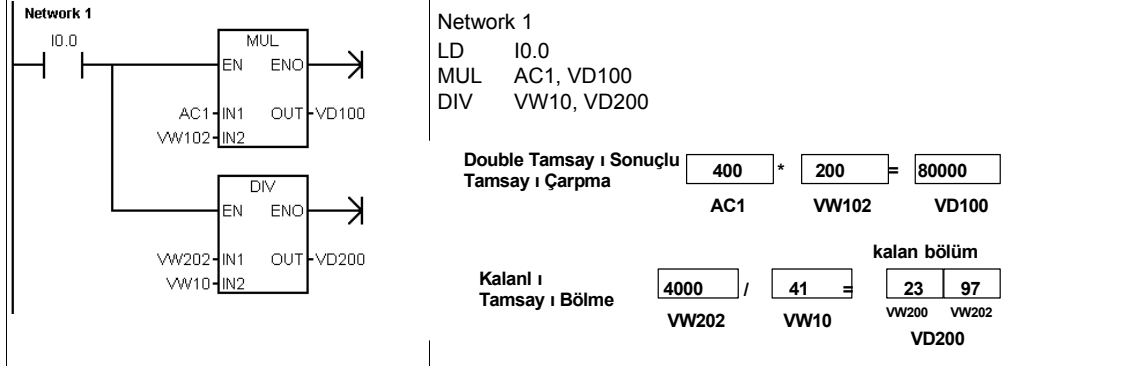 Network 1
I0.0
MUL
EN ENO
AC1 IN1 OUT VD100
VW102 IN2
DIV
EN ENO
VW202 IN1 OUT VD200
VW10 IN2
Network 1
LD I0.0
MUL AC1, VD100
DIV VW10, VD200
Double Tamsay ı Sonuçlu
Tamsay ı Çarpma
400 * 200 = 80000
AC1 VW102 VD100
kalan bölüm
Kalanl ı
Tamsay ı Bölme
4000 / 41 = 23 97
VW202 VW10 VW200 VW202
VD200